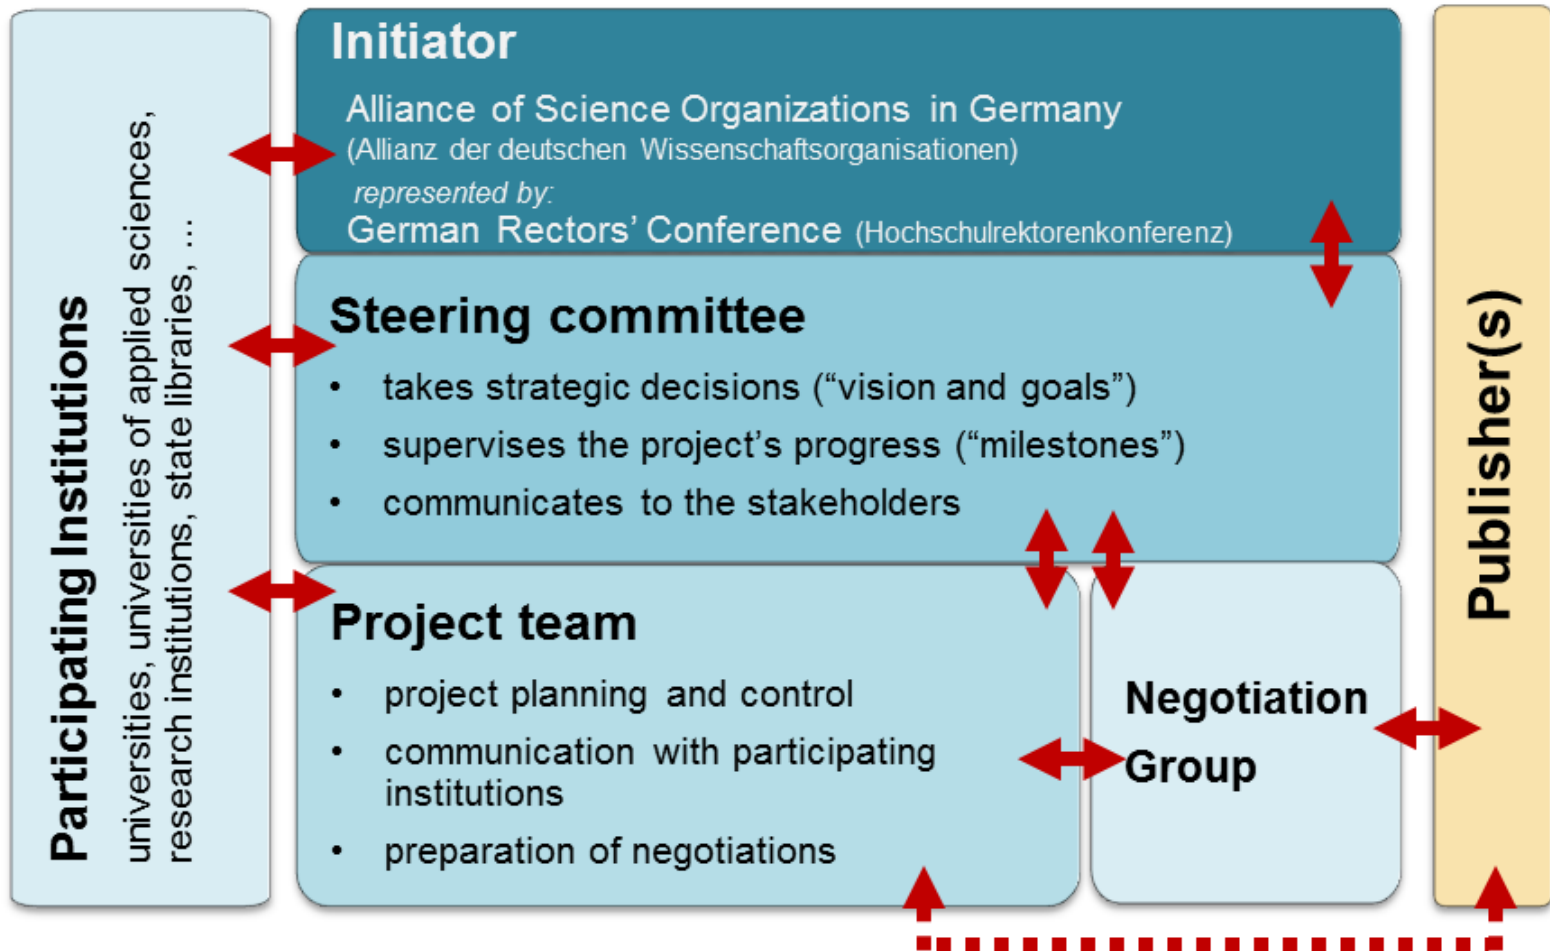 Participating Institutions
universities, universities of applied sciences,
research institutions, state libraries, ...
Initiator
Alliance of Science Organizations in Germany
(Allianz der deutschen Wissenschaftsorganisationen)
represented by:
German Rectors’ Conference (Hochschulrektorenkonferenz)
Steering committee
• takes strategic decisions (“vision and goals”)
• supervises the project’s progress (“milestones”)
• communicates to the stakeholders
Project team
• project planning and control
• communication with participating
institutions
• preparation of negotiations
Negotiation
Group
Publisher(s)